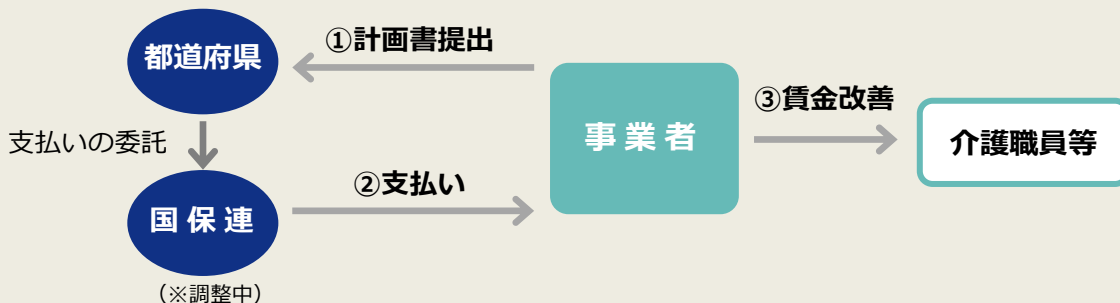 都道府県
①計画書提出
事業者
③賃金改善
介護職員等
支払いの委託
②支払い
国保連
（※調整中）